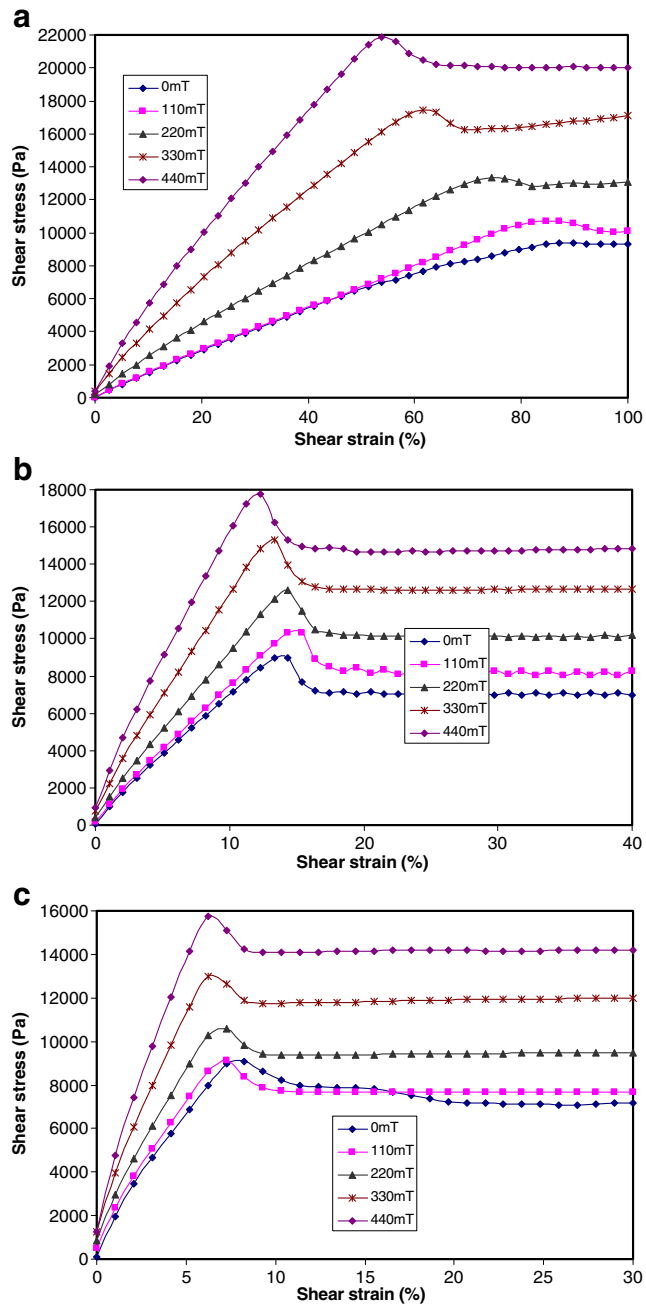 a
22000
20000
18000
16000
14000
12000
10000
8000
6000
4000
2000
0
Shear stress (Pa)
0mT
110mT
220mT
330mT
440mT
0 20 40 60 80 100
Shear strain (%)
b
18000
16000
14000
12000
10000
8000
6000
4000
2000
0
Shear stress (Pa)
0mT
110mT
220mT
330mT
440mT
0 10 20 30 40
Shear strain (%)
c
16000
14000
12000
10000
8000
6000
4000
2000
0
Shear stress (Pa)
0mT
110mT
220mT
330mT
440mT
0 5 10 15 20 25 30
Shear strain (%)